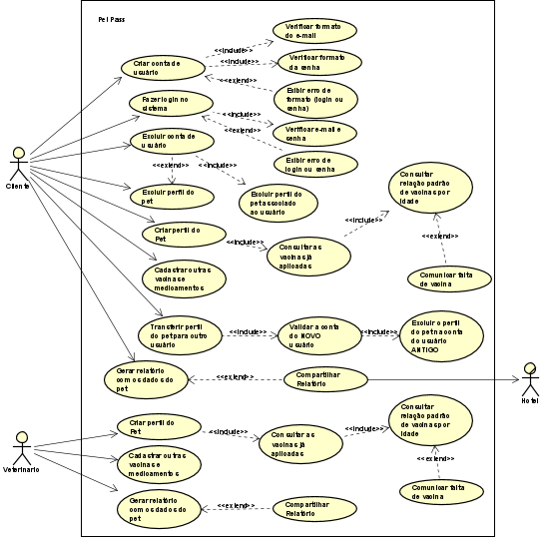 Pet Pass
Verificar formato
do e-mail
<<include>>
Criar conta de
usuário
<<include>>
Verificar formato
da senha
<<extend>>
Exibir erro de
formato (login ou
senha)
Fazer login no
sistema
<<include>>
Verificar e-mail e
senha
<<extend>>
Excluir conta de
usuário
Exibir erro de
login ou senha
<<extend>>
<<include>>
Cliente
Excluir perfil do
pet
Excluir perfil do
pet associado
ao usuário
Consultar
relação padrão
de vacinas por
Idade
<<include>>
Criar perfil do
Pet
<<include>>
Consultar as
vacinas já
aplicadas
<<extend>>
Cadastrar outras
vacinas e
medicamentos
Comunicar falta
de vacina
Transferir perfil
do pet para outro
usuário
<<include>>
Validar a conta
do NOVO
usuário
<<include>>
Excluir o perfil
do pet na conta
do usuário
ANTIGO
Gerar relatório
com os dados do
pet
<<extend>>
Compartilhar
Relatório
Hotel
Criar perfil do
Pet
<<include>>
Consultar as
vacinas já
aplicadas
<<include>>
Consultar
relação padrão
de vacinas por
Idade
Veterinário
Cadastrar outras
vacinas e
medicamentos
<<extend>>
Comunicar falta
de vacina
Gerar relatório
com os dados do
pet
<<extend>>
Compartilhar
Relatório